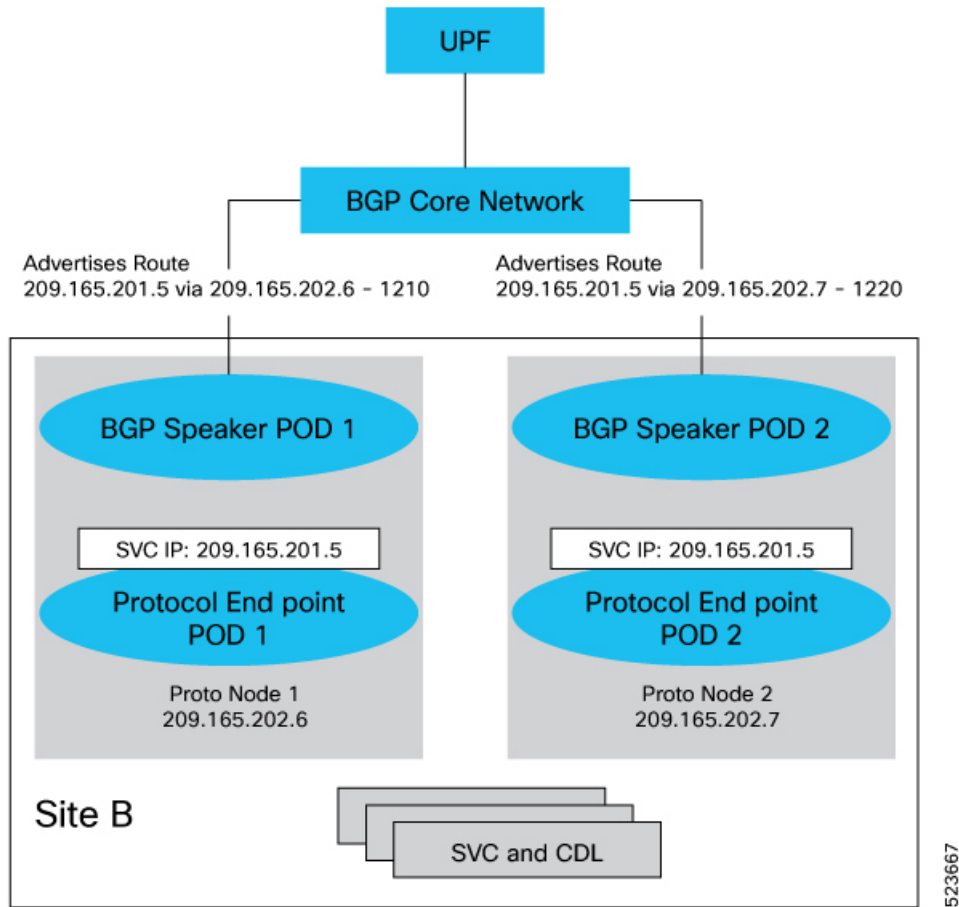 UPF
BGP Core Network
Advertises Route
209.165.201.5 via 209.165.202.6 - 1210
Advertises Route
209.165.201.5 via 209.165.202.7 - 1220
BGP Speaker POD 1
BGP Speaker POD 2
SVC IP: 209.165.201.5
SVC IP: 209.165.201.5
Protocol End point
POD 1
Protocol End point
POD 2
Proto Node 1
209.165.202.6
Proto Node 2
209.165.202.7
Site B
SVC and CDL
523667